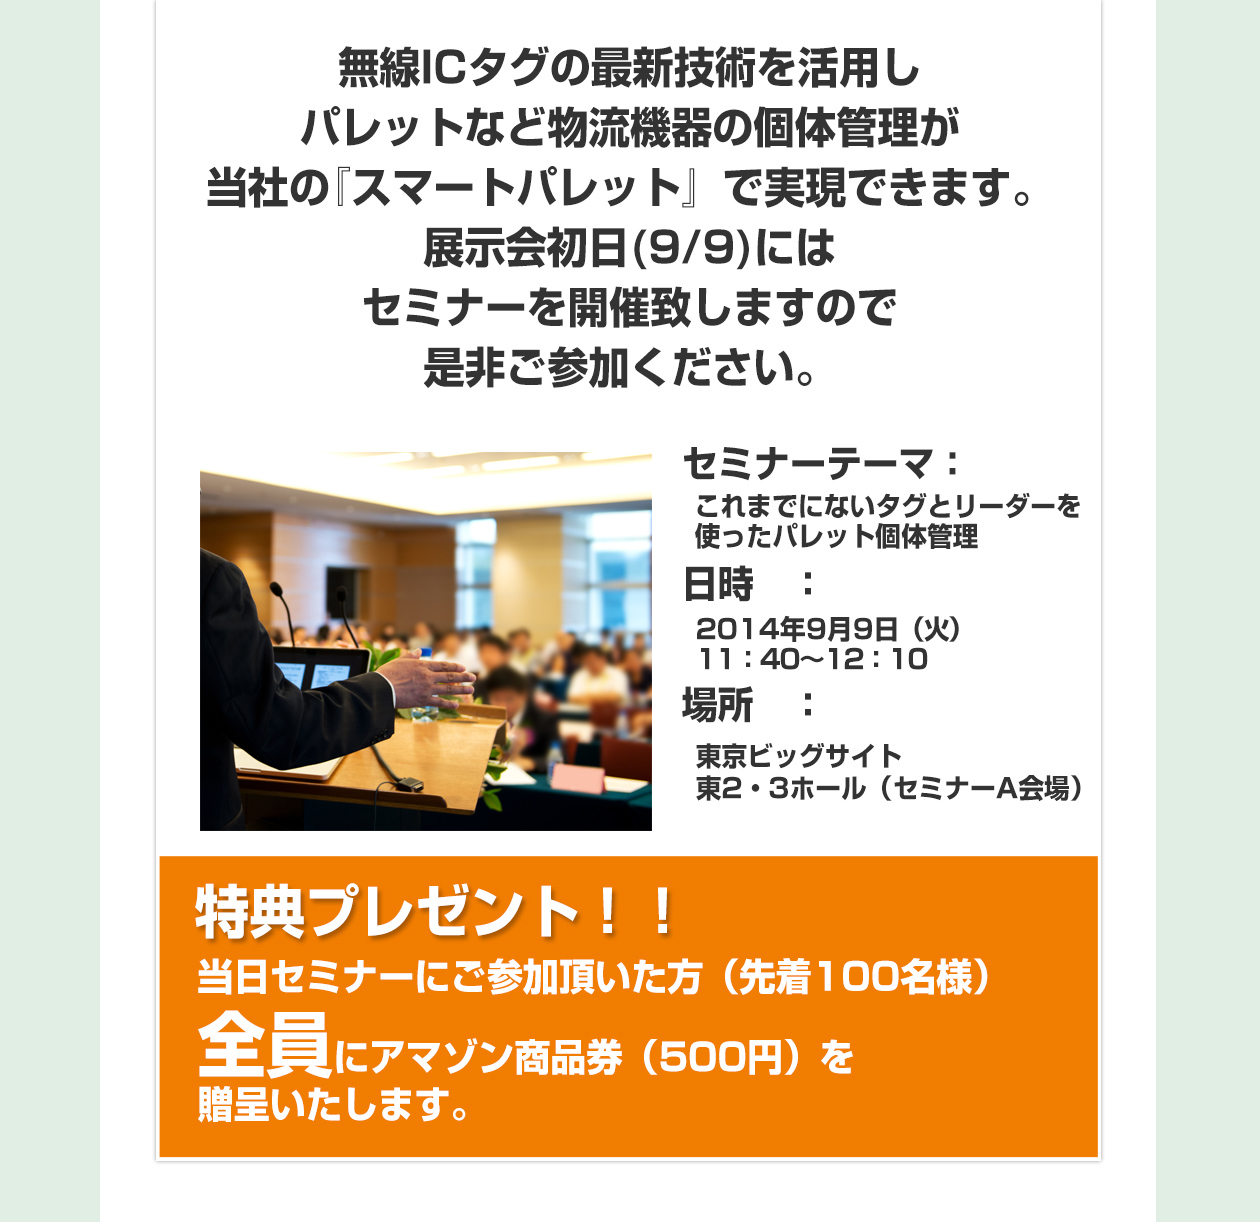 無線ICタグの最新技術を活用し
パレットなど物流機器の個体管理が
当社の『スマートパレット』で実現できます。
展示会初日(9/9)には
セミナーを開催致しますので
是非ご参加ください。
セミナーテーマ：
これまでにないタグとリーダーを
使ったパレット個体管理
日時　：
2014年9月9日（火）
11：40～12：10
場所　：
東京ビッグサイト
東2・3ホール（セミナーA会場）
特典プレゼント！！
当日セミナーにご参加頂いた方（先着100名様）
全員にアマゾン商品券（500円）を
贈呈いたします。